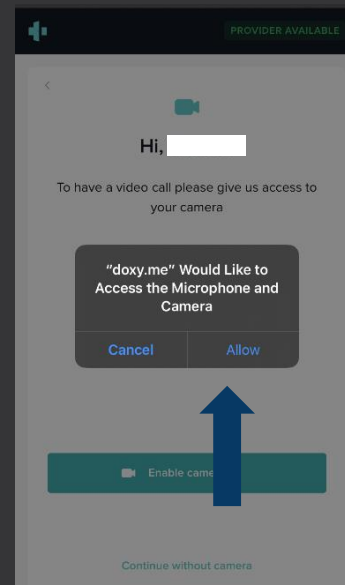 PROVIDER AVAILABLE
Hi,
To have a video call please give us access to
your camera
“doxy.me” Would Like to
Access the Microphone and
Camera
Cancel Allow
Enable
Continue without camera